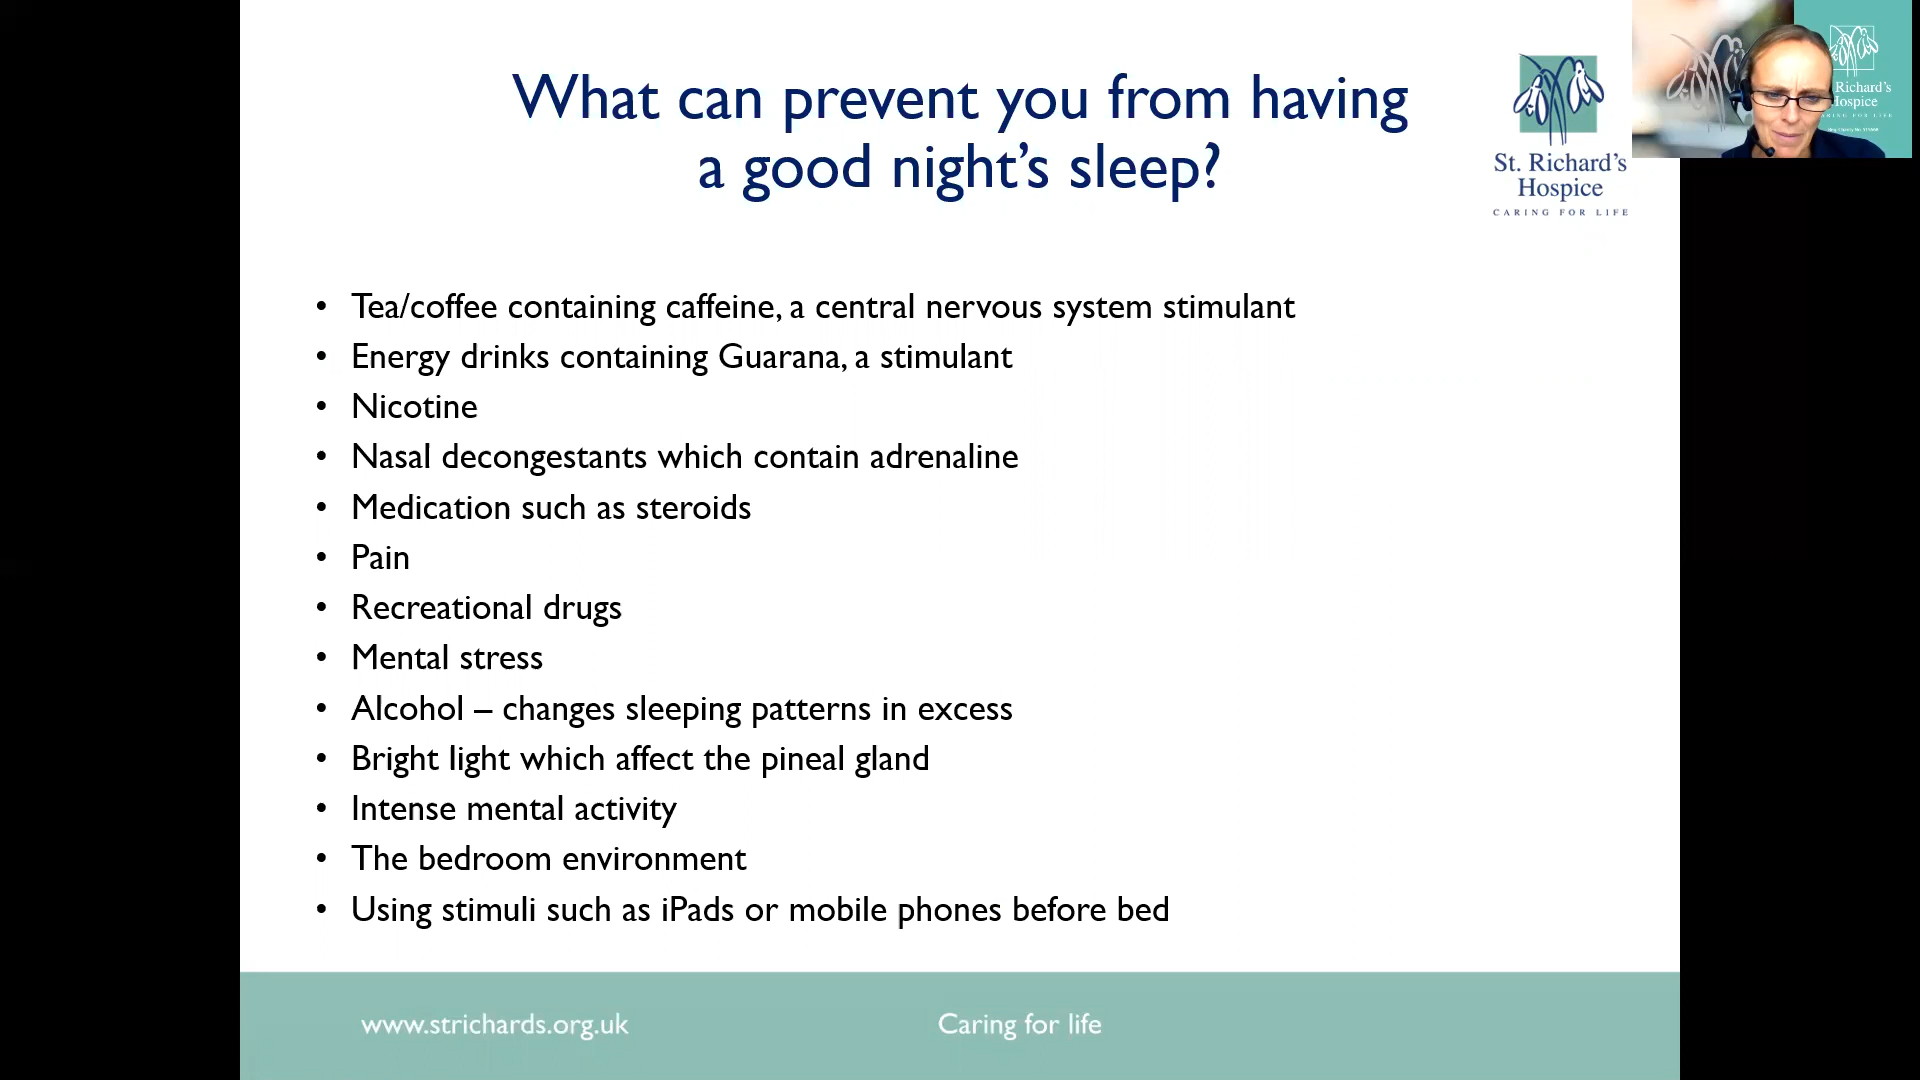 What can prevent you from having
a good night's sleep?
St. Richard's
Hospice
CARING FOR LIFE
Richard's
Hospice
• Tea/coffee containing caffeine, a central nervous system stimulant
• Energy drinks containing Guarana, a stimulant
• Nicotine
• Nasal decongestants which contain adrenaline
• Medication such as steroids
• Pain
• Recreational drugs
• Mental stress
• Alcohol – changes sleeping patterns in excess
• Bright light which affect the pineal gland
• Intense mental activity
• The bedroom environment
• Using stimuli such as iPads or mobile phones before bed
www.strichards.org.uk
Caring for life